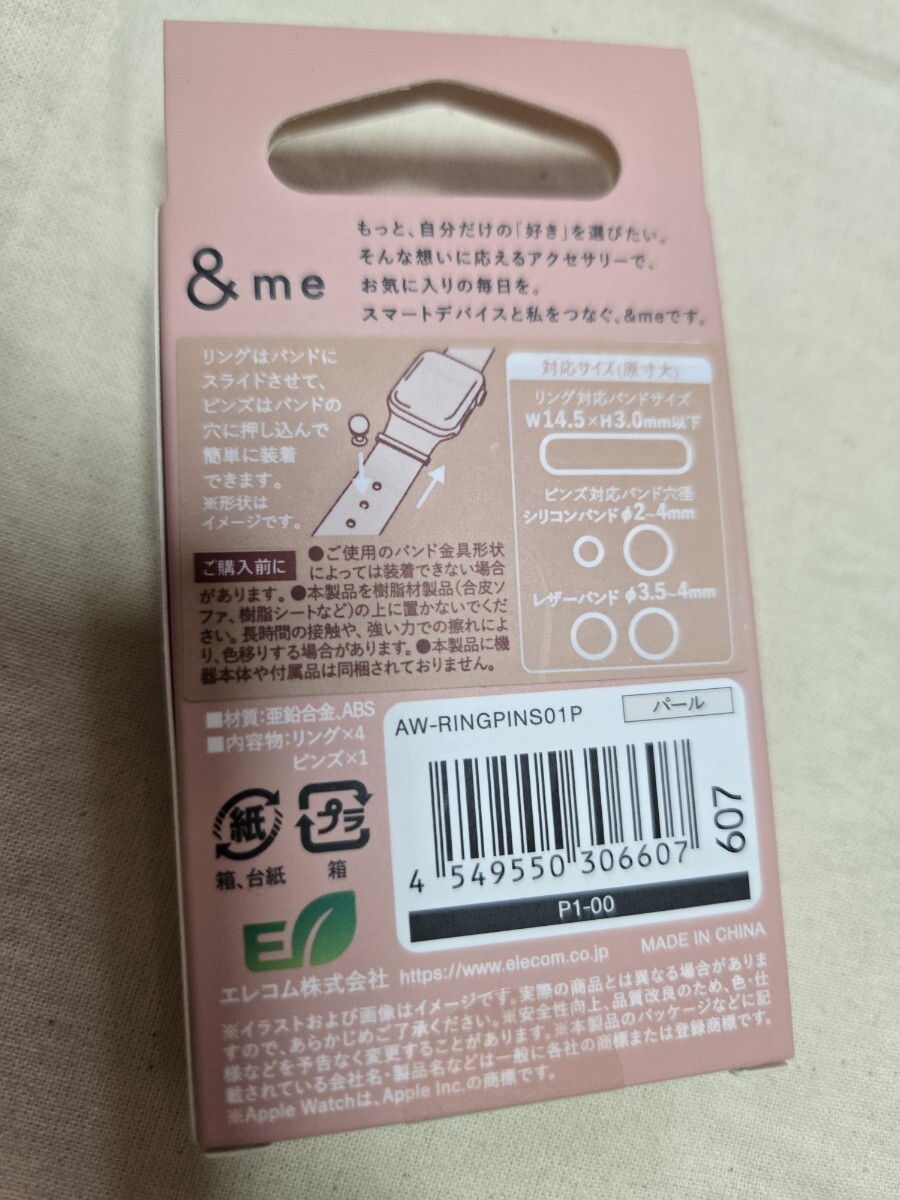 もっと、自分だけの「好き」を選びたい。
そんな想いに応えるアクセサリーで、
お気に入りの毎日を。
スマートデバイスと私をつなぐ、&meです。
&me
リングはバンドに
スライドさせて、
ピンズはバンドの
穴に押し込んで
簡単に装着
できます。
※形状は
イメージです。
対応サイズ(原寸大)
リング対応バンドサイズ
W14.5×H3.0mm以下
ピンズ対応バンド穴径
シリコンバンド φ2~4mm
レザーバンド φ3.5~4mm
ご購入前に
●ご使用のバンド金具形状
によっては装着できない場合
があります。●本製品を樹脂材製品(合皮ソ
ファ、樹脂シートなど)の上に置かないでくだ
さい。長時間の接触や、強い力での擦れによ
り、色移りする場合があります。●本製品に機
器本体や付属品は同梱されておりません。
■材質:亜鉛合金、ABS
■内容物:リング×4
ピンズ×1
AW-RINGPINS01P
パール
4 549550 306607
607
P1-00
紙
プラ
箱、台紙
箱
エレコム株式会社
https://www.elecom.co.jp
MADE IN CHINA
※イラストおよび画像はイメージです。実際の商品とは異なる場合がありま
すので、あらかじめご了承ください。※安全性向上、品質改良のため、色・仕
様などを予告なく変更することがあります。※本製品のパッケージなどに記
載されている会社名・製品名などは一般に各社の商標または登録商標です。
※Apple Watchは、Apple Inc.の商標です。